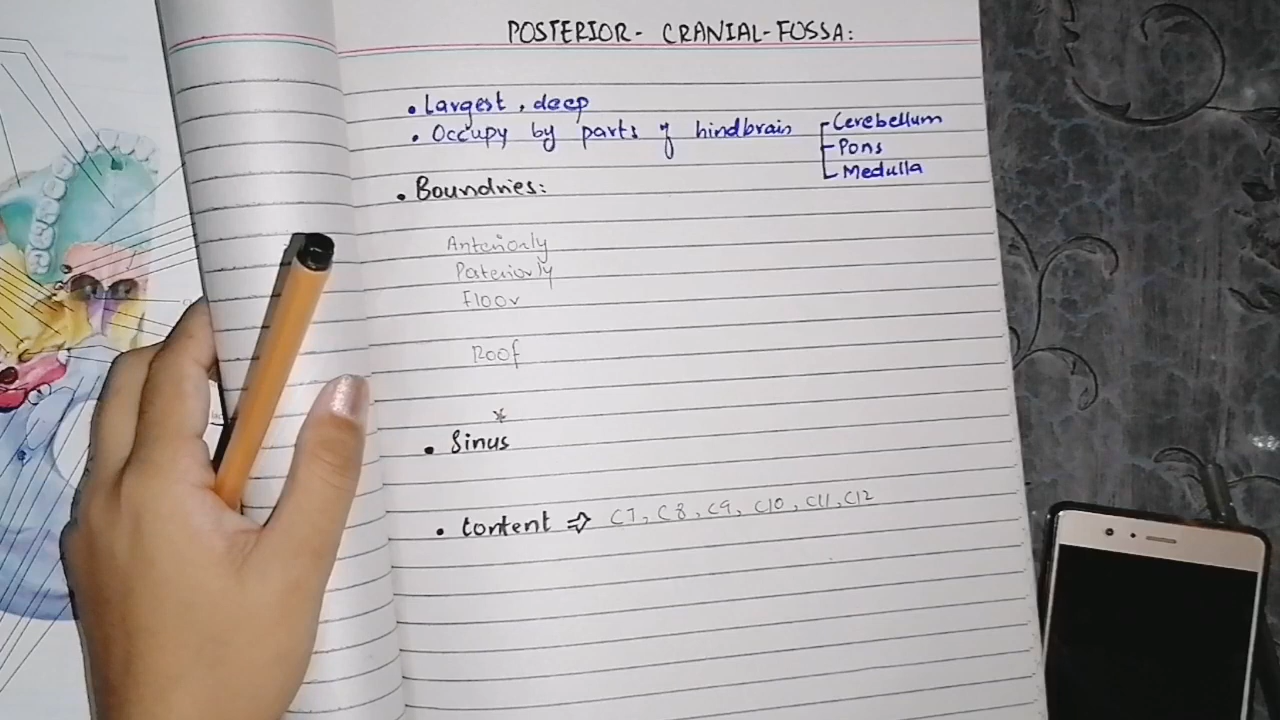 POSTERIOR- CRANIAL-FOSSA:
• Largest, deep
• Occupy by parts of hindbrain
Cerebellum
Pons
Medulla
• Boundries:
Anteriorly
Posteriorly
Floor
Roof
*
• Sinus
• Content ⇒ C7, C8, C9, C10, C11, C12